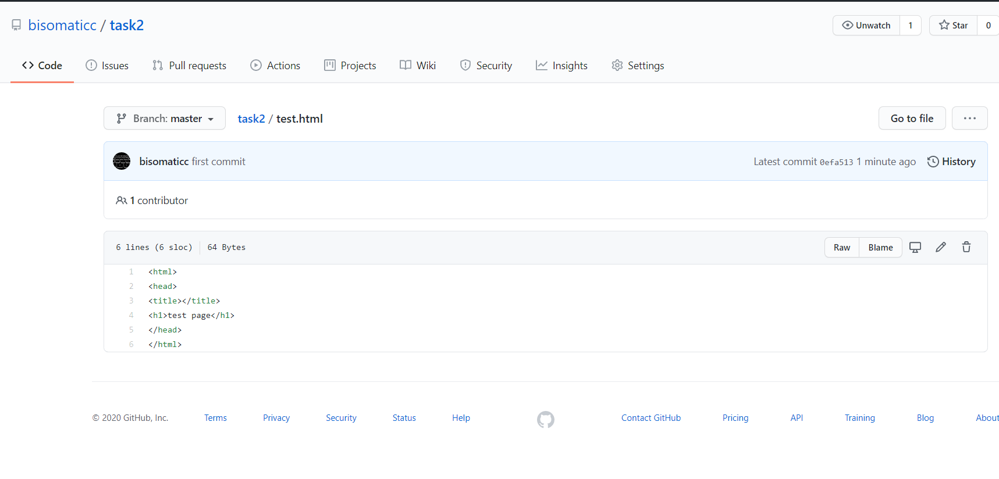 bisomaticc / task2
Unwatch 1 Star 0
Code Issues Pull requests Actions Projects Wiki Security Insights Settings
Branch: master task2 / test.html Go to file
bisomaticc first commit Latest commit 0efa513 1 minute ago History
1 contributor
6 lines (6 sloc) 64 Bytes Raw Blame
1 <html>
2 <head>
3 <title></title>
4 <h1>test page</h1>
5 </head>
6 </html>
© 2020 GitHub, Inc. Terms Privacy Security Status Help Contact GitHub Pricing API Training Blog About